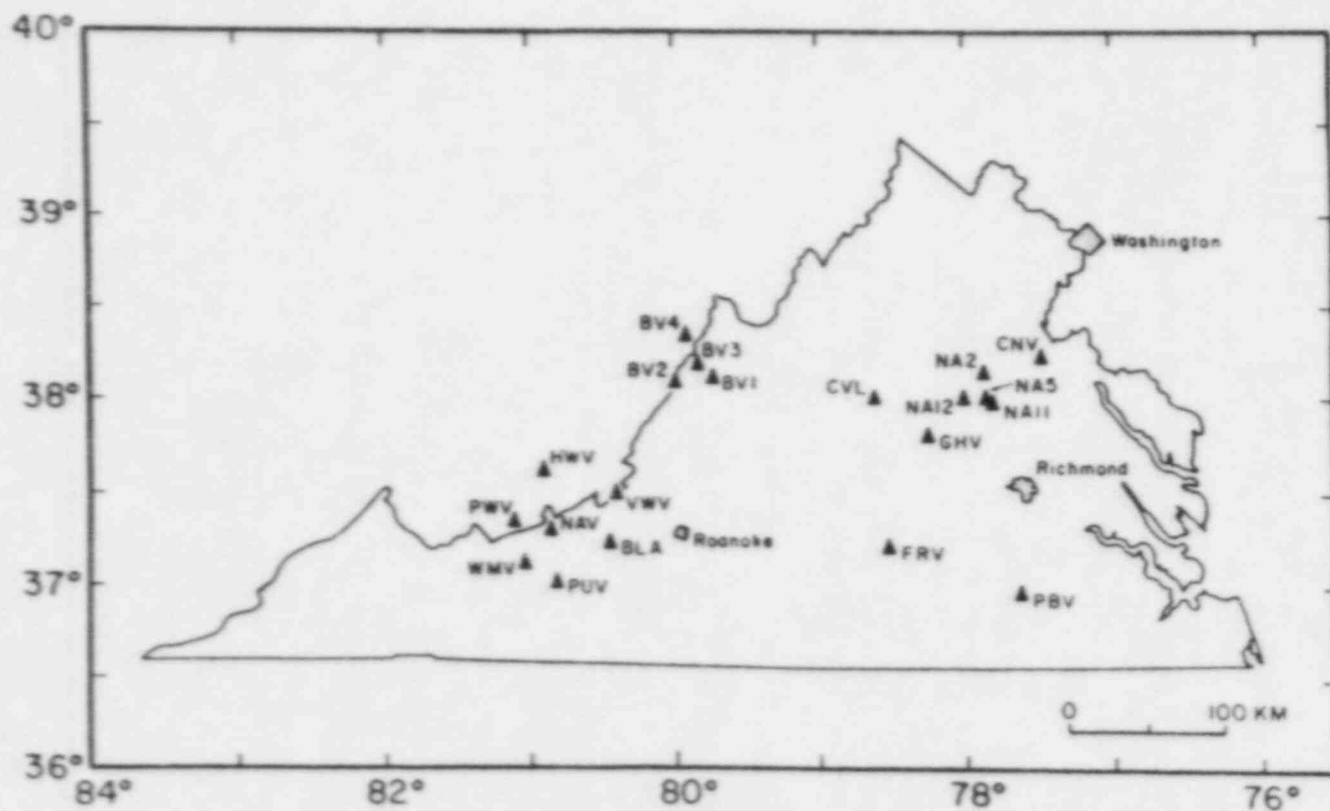 40°
39°
Washington
BV4
BV3
CNV
NA2
BV2
BV1
NA5
38°
CVL
NA12
NA11
GHV
HWV
Richmond
PWV
VWV
NAV
Roanoke
BLA
FRV
WMV
37°
PUV
PBV
0 100 KM
36°
84° 82° 80° 78° 76°